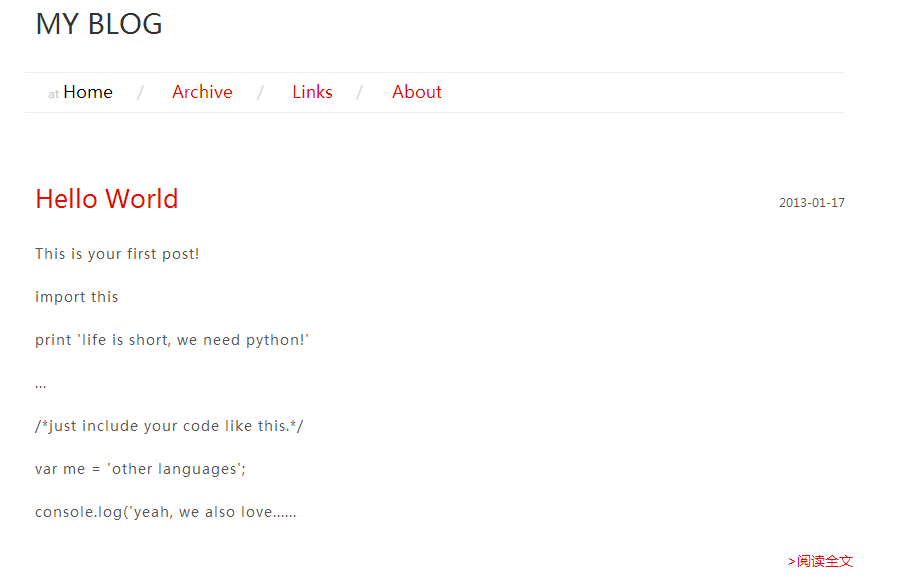 MY BLOG
at Home / Archive / Links / About
Hello World 2013-01-17
This is your first post!
import this
print 'life is short, we need python!'
...
/*just include your code like this.*/
var me = 'other languages';
console.log('yeah, we also love......
>阅读全文